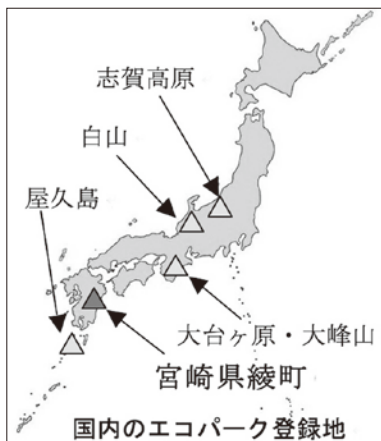 志賀高原
白山
屋久島
大台ヶ原・大峰山
宮崎県綾町
国内のエコパーク登録地